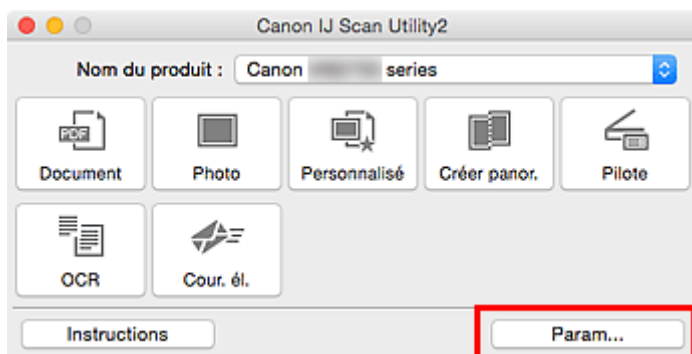 Canon IJ Scan Utility2
Nom du produit : Canon series
PDF
Document Photo Personnalisé Créer panor. Pilote
OCR Cour. él.
Instructions Param...